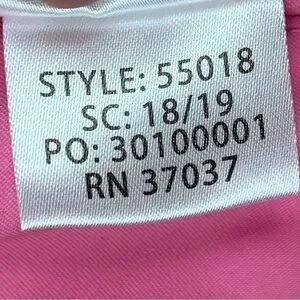 STYLE: 55018
SC: 18/19
PO: 30100001
RN 37037